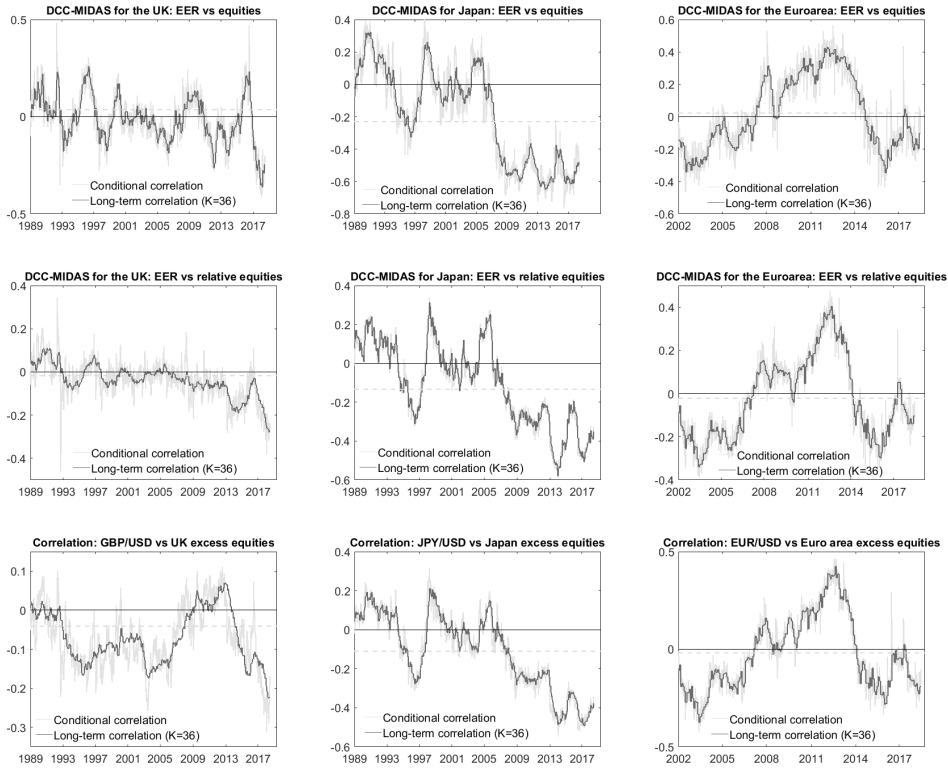 DCC-MIDAS for the UK: EER vs equities
0.5
0
-0.5
Conditional correlation
Long-term correlation (K=36)
1989 1993 1997 2001 2005 2009 2013 2017
DCC-MIDAS for Japan: EER vs equities
0.4
0.2
0
-0.2
-0.4
-0.6
-0.8
Conditional correlation
Long-term correlation (K=36)
1989 1993 1997 2001 2005 2009 2013 2017
DCC-MIDAS for the Euroarea: EER vs equities
0.6
0.4
0.2
0
-0.2
-0.4
-0.6
Conditional correlation
Long-term correlation (K=36)
2002 2005 2008 2011 2014 2017
DCC-MIDAS for the UK: EER vs relative equities
0.4
0.2
0
-0.2
-0.4
Conditional correlation
Long-term correlation (K=36)
1989 1993 1997 2001 2005 2009 2013 2017
DCC-MIDAS for Japan: EER vs relative equities
0.4
0.2
0
-0.2
-0.4
-0.6
Conditional correlation
Long-term correlation (K=36)
1989 1993 1997 2001 2005 2009 2013 2017
DCC-MIDAS for the Euroarea: EER vs relative equities
0.4
0.2
0
-0.2
-0.4
Conditional correlation
Long-term correlation (K=36)
2002 2005 2008 2011 2014 2017
Correlation: GBP/USD vs UK excess equities
0.1
0
-0.1
-0.2
-0.3
Conditional correlation
Long-term correlation (K=36)
1989 1993 1997 2001 2005 2009 2013 2017
Correlation: JPY/USD vs Japan excess equities
0.4
0.2
0
-0.2
-0.4
-0.6
Conditional correlation
Long-term correlation (K=36)
1989 1993 1997 2001 2005 2009 2013 2017
Correlation: EUR/USD vs Euro area excess equities
0.5
0
-0.5
Conditional correlation
Long-term correlation (K=36)
2002 2005 2008 2011 2014 2017